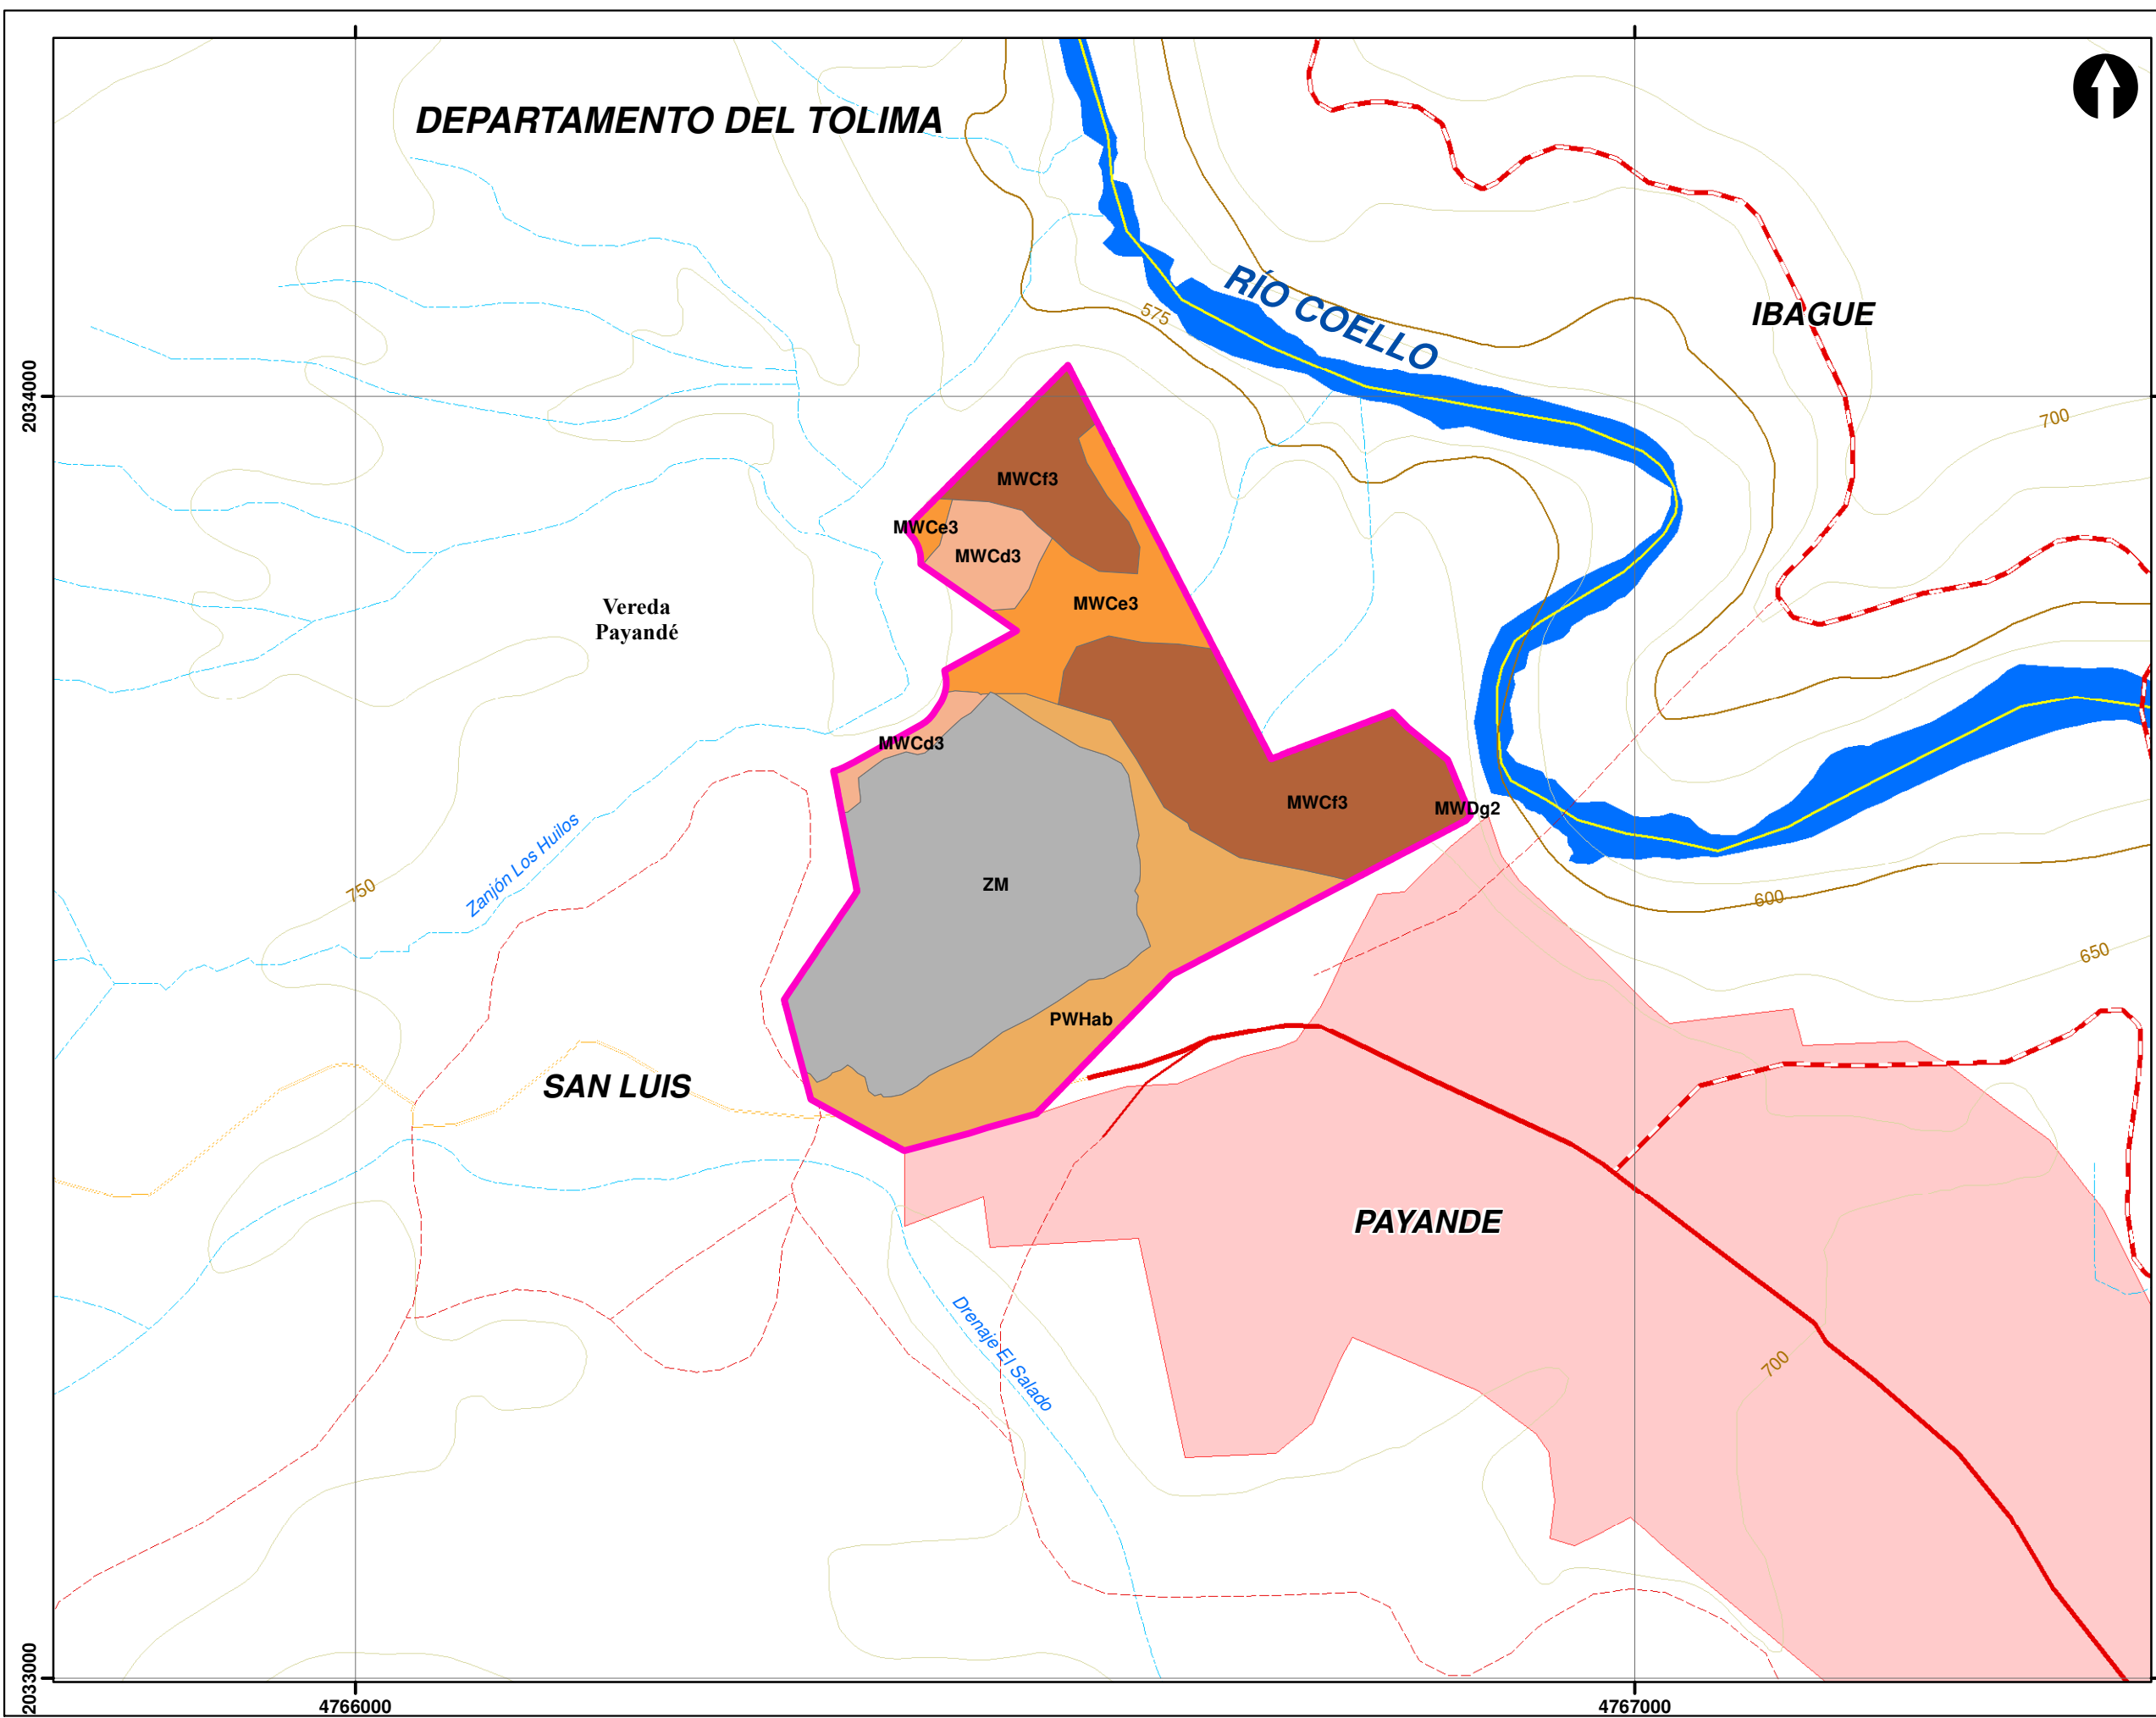 DEPARTAMENTO DEL TOLIMA
RÍO COELLO
575
IBAGUE
2034000
700
MWCf3
MWCe3
MWCd3
MWCe3
Vereda
Payandé
MWCd3
MWCf3
MWDg2
Zanjón Los Huilos
750
ZM
600
650
PWHab
SAN LUIS
PAYANDE
Drenaje El Salado
700
2033000
4766000
4767000